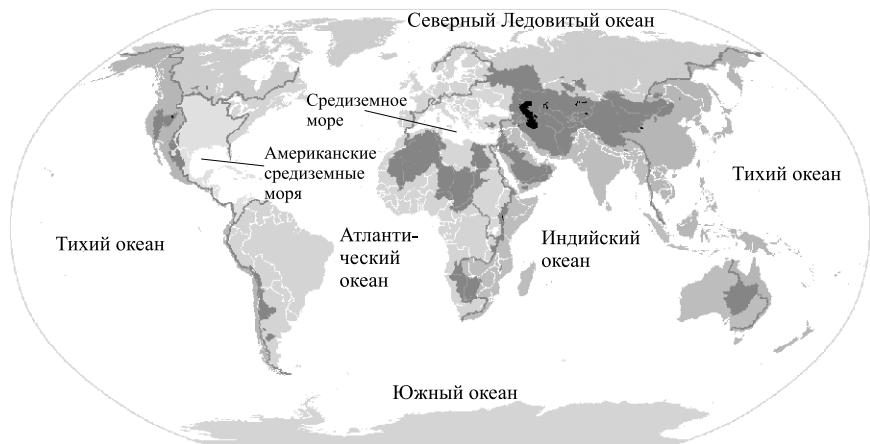 Северный Ледовитый океан
Средиземное
море
Американские
средиземные
моря
Тихий океан
Тихий океан
Атланти-
ческий
океан
Индийский
океан
Южный океан